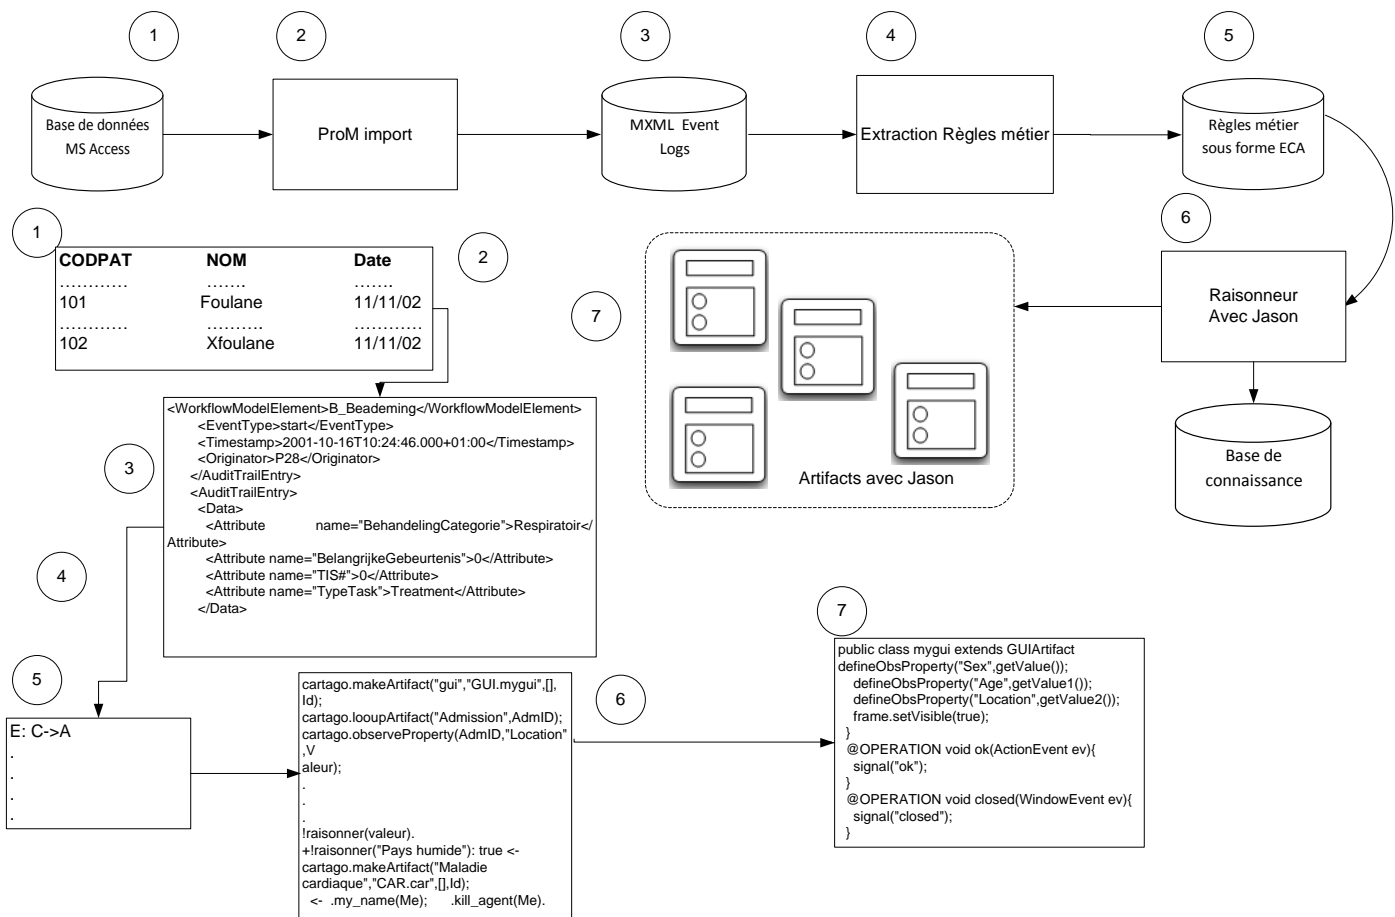 1
2
3
4
5
Base de données
MS Access
ProM import
MXML Event
Logs
Extraction Règles métier
Règles métier
sous forme ECA
6
Raisonneur
Avec Jason
Base de
connaissance
7
Artifacts avec Jason
1
2
CODPAT NOM Date
………… ……. …….
101 Foulane 11/11/02
………… ………. …………
102 Xfoulane 11/11/02
3
<WorkflowModelElement>B_Beademing</WorkflowModelElement>
<EventType>start</EventType>
<Timestamp>2001-10-16T10:24:46.000+01:00</Timestamp>
<Originator>P28</Originator>
</AuditTrailEntry>
<AuditTrailEntry>
<Data>
<Attribute name="BehandelingCategorie">Respiratoir</
Attribute>
<Attribute name="BelangrijkeGebeurtenis">0</Attribute>
<Attribute name="TIS#">0</Attribute>
<Attribute name="TypeTask">Treatment</Attribute>
</Data>
4
5
E: C->A
.
.
.
.
cartago.makeArtifact("gui","GUI.mygui",[],
Id);
cartago.looupArtifact("Admission",AdmID);
cartago.observeProperty(AdmID,"Location"
,V
aleur);
.
.
.
!raisonner(valeur).
+!raisonner("Pays humide"): true <-
cartago.makeArtifact("Maladie
cardiaque","CAR.car",[],Id);
<- .my_name(Me); .kill_agent(Me).
6
7
public class mygui extends GUIArtifact
defineObsProperty("Sex",getValue());
defineObsProperty("Age",getValue1());
defineObsProperty("Location",getValue2());
frame.setVisible(true);
}
@OPERATION void ok(ActionEvent ev){
signal("ok");
}
@OPERATION void closed(WindowEvent ev){
signal("closed");
}